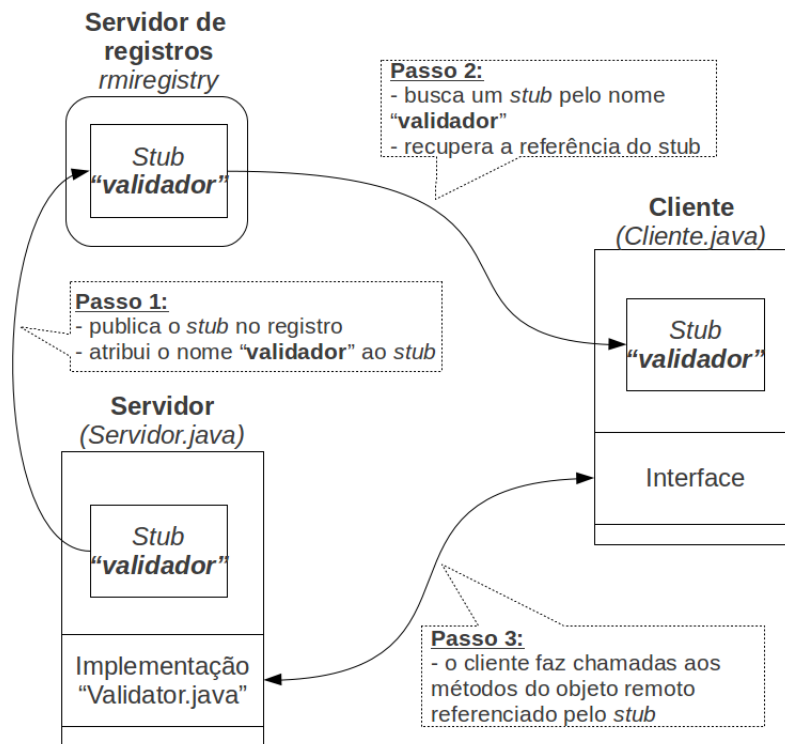 Servidor de
registros
rmiregistry
Stub
“validador”
Passo 2:
- busca um stub pelo nome
“validador”
- recupera a referência do stub
Cliente
(Cliente.java)
Stub
“validador”
Interface
Passo 1:
- publica o stub no registro
- atribui o nome “validador” ao stub
Servidor
(Servidor.java)
Stub
“validador”
Implementação
“Validator.java”
Passo 3:
- o cliente faz chamadas aos
métodos do objeto remoto
referenciado pelo stub